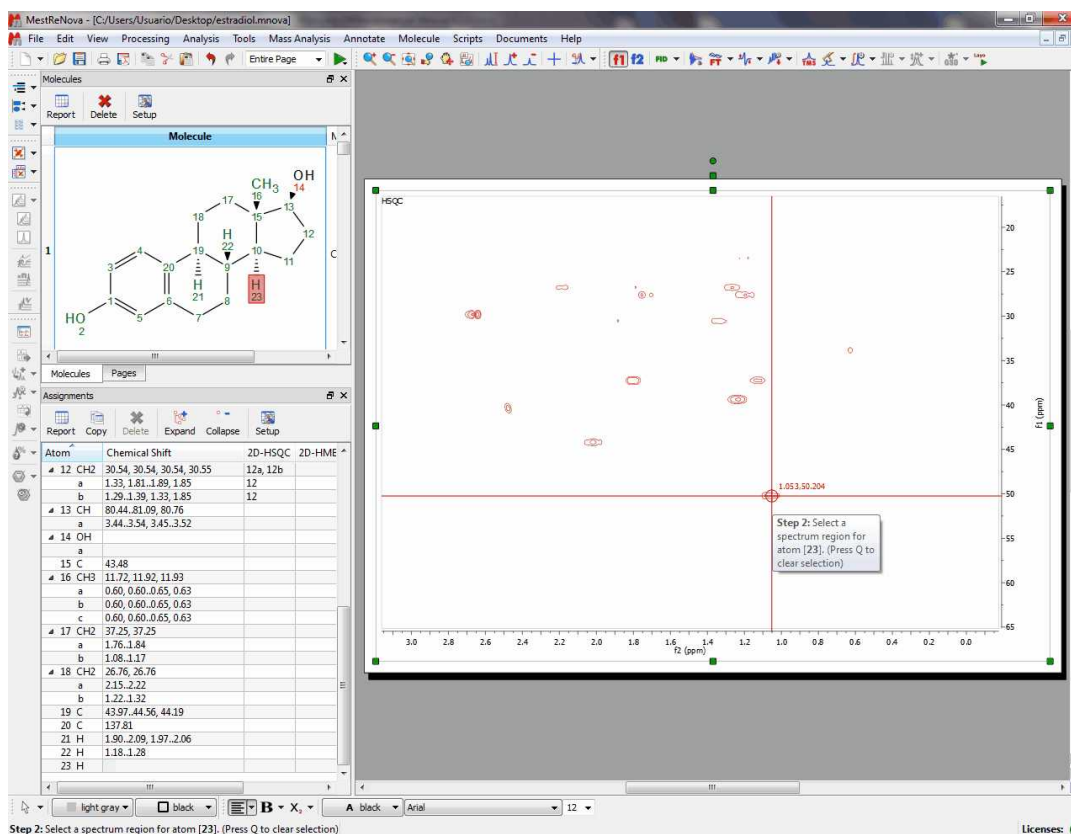 MestReNova - [C:/Users/Usuario/Desktop/estradiol.mnova]
File Edit View Processing Analysis Tools Mass Analysis Annotate Molecule Scripts Documents Help
Entire Page
f1 f2 FID FT TMS
Molecules
Report Delete Setup
Molecule
1
OH
14
CH3
16
17
13
18
15
H
22
12
4
19
10
11
3
20
9
H
21
H
23
1
6
8
HO
2
5
7
Molecules Pages
Assignments
Report Copy Delete Expand Collapse Setup
Atom Chemical Shift 2D-HSQC 2D-HME
12 CH2 30.54, 30.54, 30.54, 30.55 12a, 12b
a 1.33, 1.81..1.89, 1.85 12
b 1.29..1.39, 1.33, 1.85 12
13 CH 80.44..81.09, 80.76
a 3.44..3.54, 3.45..3.52
14 OH
a
15 C 43.48
16 CH3 11.72, 11.92, 11.93
a 0.60, 0.60..0.65, 0.63
b 0.60, 0.60..0.65, 0.63
c 0.60, 0.60..0.65, 0.63
17 CH2 37.25, 37.25
a 1.76..1.84
b 1.08..1.17
18 CH2 26.76, 26.76
a 2.15..2.22
b 1.22..1.32
19 C 43.97..44.56, 44.19
20 C 137.81
21 H 1.90..2.09, 1.97..2.06
22 H 1.18..1.28
23 H
HSQC
20
25
30
35
40
45
50
55
60
65
f1 (ppm)
1.053,50.204
Step 2: Select a
spectrum region for
atom [23]. (Press Q to
clear selection)
3.0 2.8 2.6 2.4 2.2 2.0 1.8 1.6 1.4 1.2 1.0 0.8 0.6 0.4 0.2 0.0
f2 (ppm)
light gray black B X A black Arial 12
Step 2: Select a spectrum region for atom [23]. (Press Q to clear selection) Licenses: